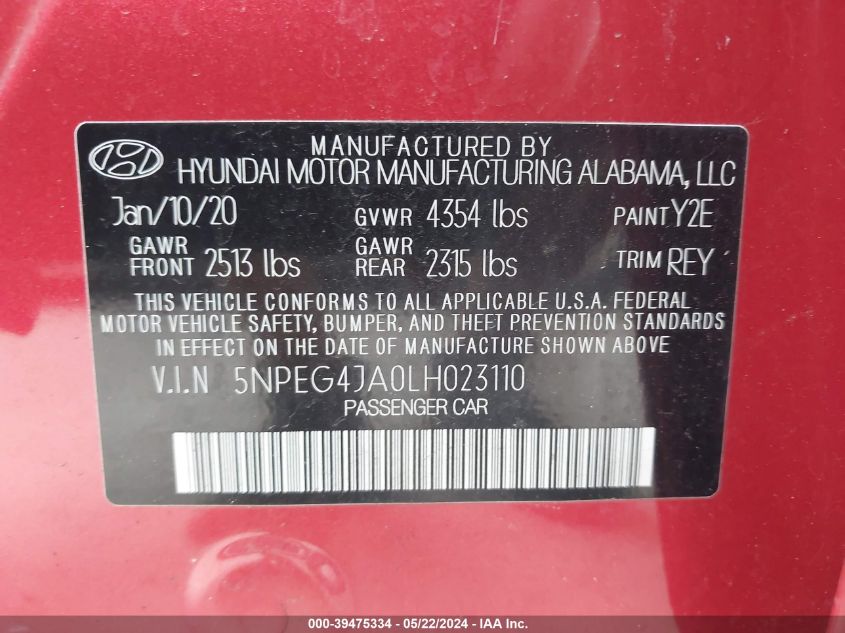 MANUFACTURED BY
HYUNDAI MOTOR MANUFACTURING ALABAMA, LLC
Jan/10/20 GVWR 4354 lbs PAINT Y2E
GAWR FRONT 2513 lbs GAWR REAR 2315 lbs TRIM REY
THIS VEHICLE CONFORMS TO ALL APPLICABLE U.S.A. FEDERAL
MOTOR VEHICLE SAFETY, BUMPER, AND THEFT PREVENTION STANDARDS
IN EFFECT ON THE DATE OF MANUFACTURE SHOWN ABOVE.
V.I.N 5NPEG4JA0LH023110
PASSENGER CAR
000-39475334 - 05/22/2024 - IAA Inc.